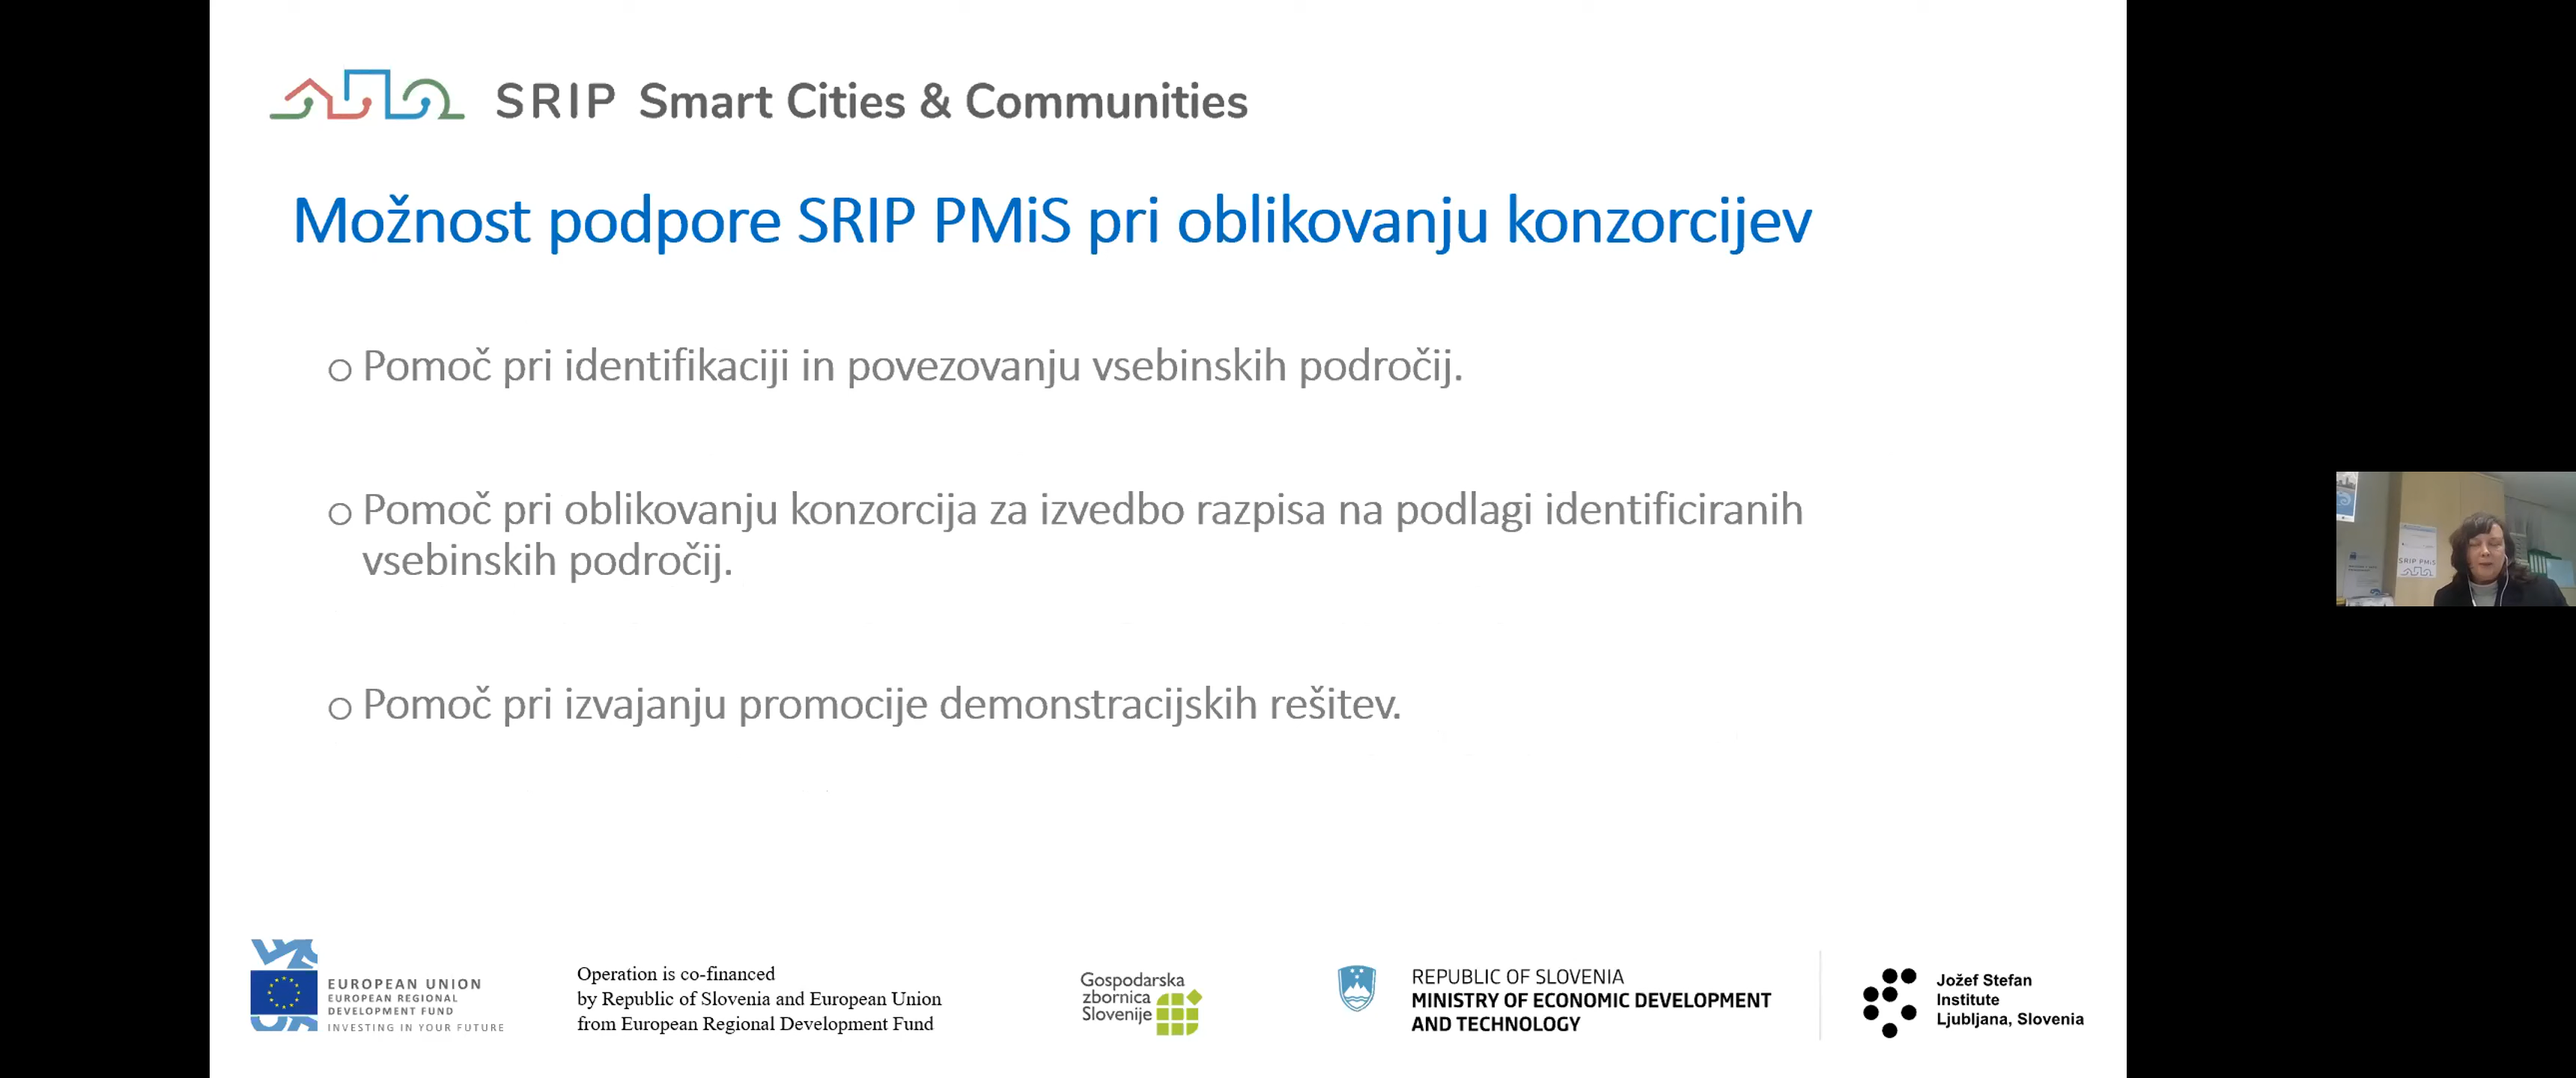 SRIP Smart Cities & Communities
Možnost podpore SRIP PMiS pri oblikovanju konzorcijev
o Pomoč pri identifikaciji in povezovanju vsebinskih področij.
o Pomoč pri oblikovanju konzorcija za izvedbo razpisa na podlagi identificiranih
vsebinskih področij.
o Pomoč pri izvajanju promocije demonstracijskih rešitev.
EUROPEAN UNION
EUROPEAN REGIONAL
DEVELOPMENT FUND
INVESTING IN YOUR FUTURE
Operation is co-financed
by Republic of Slovenia and European Union
from European Regional Development Fund
Gospodarska
zbornica
Slovenije
REPUBLIC OF SLOVENIA
MINISTRY OF ECONOMIC DEVELOPMENT
AND TECHNOLOGY
Jožef Stefan
Institute
Ljubljana, Slovenia
SRIP PMiS